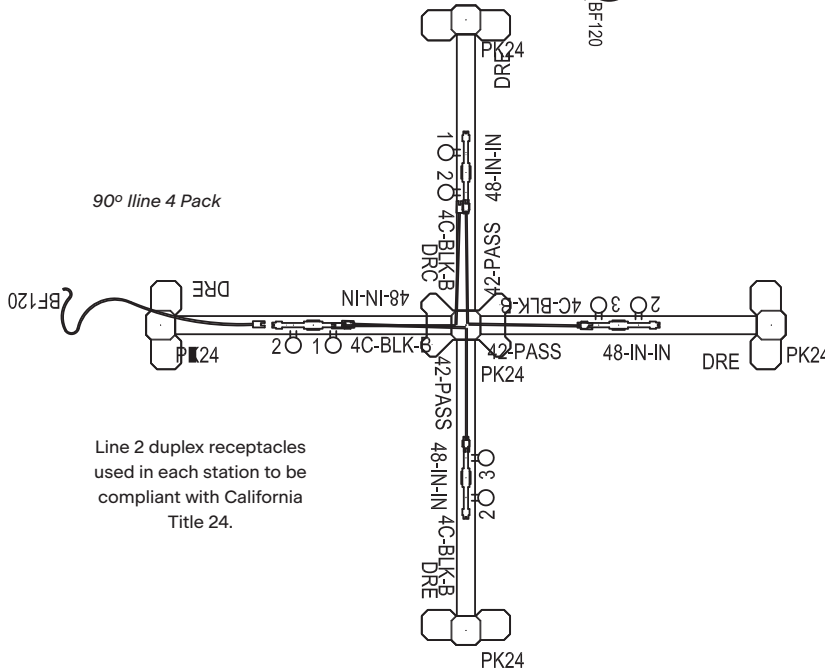 BF120
PK24
DRE
1
2
48-IN-IN
4C-BLK-B
DRC
42-PASS
90º Iline 4 Pack
BF120
DRE
48-IN-IN
4C-BLK-B
3
2
PK24
2
1
4C-BLK-B
42-PASS
48-IN-IN
DRE
PK24
PK24
42-PASS
Line 2 duplex receptacles
used in each station to be
compliant with California
Title 24.
48-IN-IN
3
2
4C-BLK-B
DRE
PK24